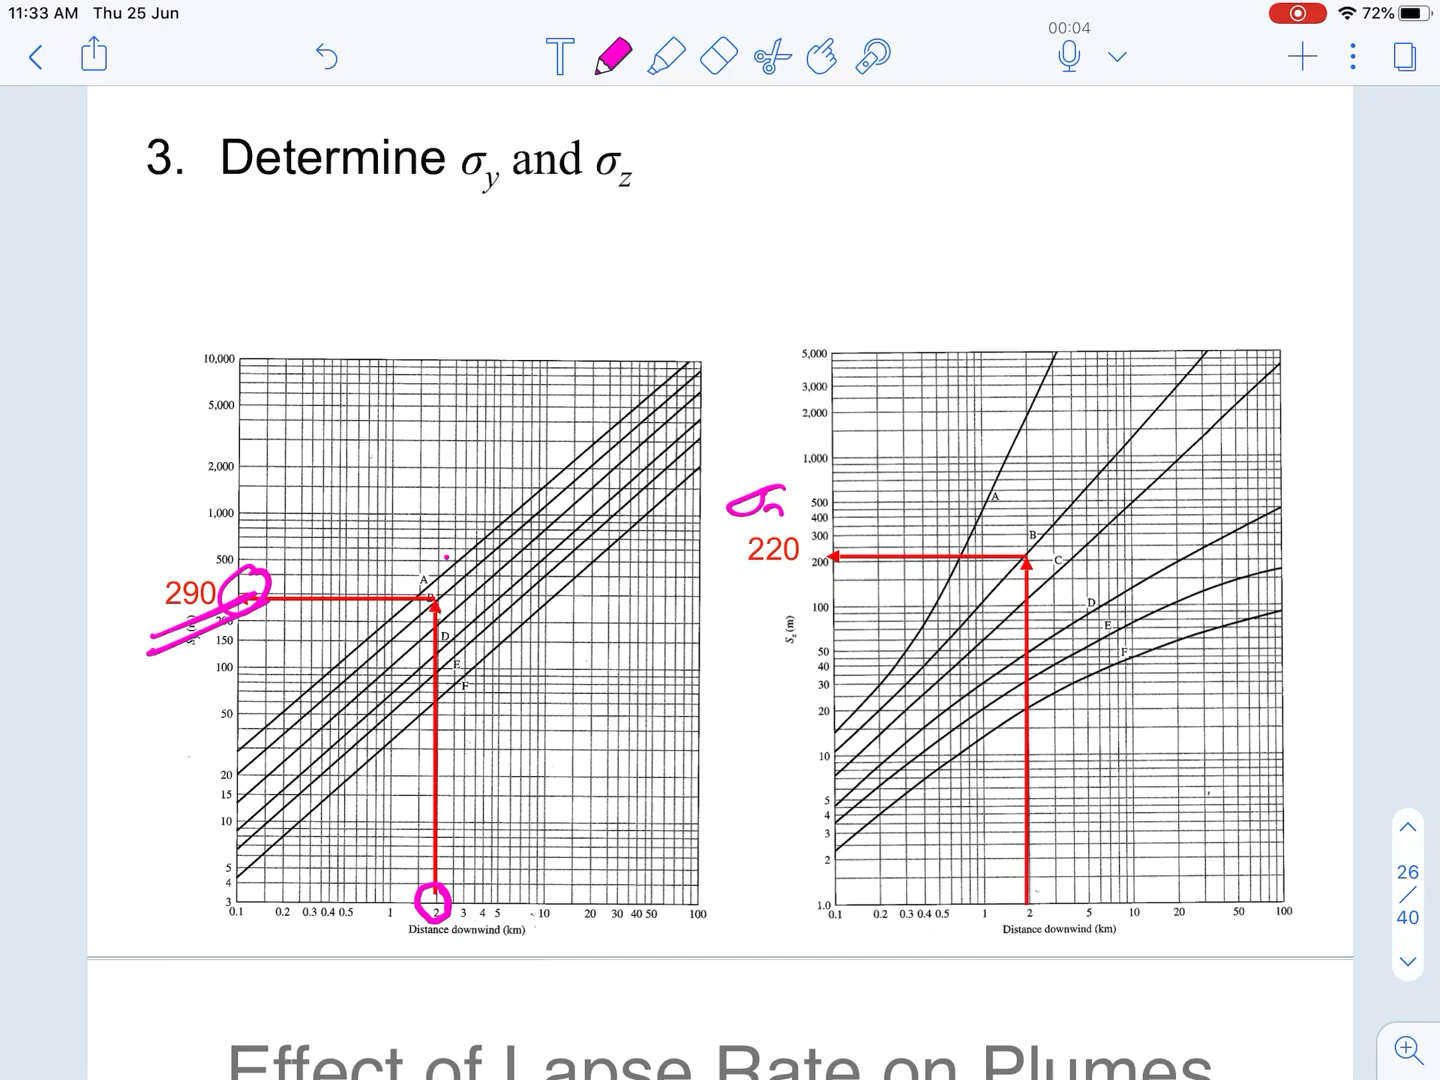 11:33 AM Thu 25 Jun
72%
00:04
3. Determine σy and σz
10,000
5,000
2,000
1,000
500
290
200
150
100
50
20
15
10
5
4
3
A
D
E
F
0.1 0.2 0.3 0.4 0.5 1 2 3 4 5 10 20 30 40 50 100
Distance downwind (km)
5,000
3,000
2,000
1,000
500
400
300
220
200
100
50
40
30
20
10
5
4
3
2
1.0
Sz (m)
A
B
C
D
E
F
0.1 0.2 0.3 0.4 0.5 1 2 5 10 20 50 100
Distance downwind (km)
26
/
40
Effect of Lapse Rate on Plumes